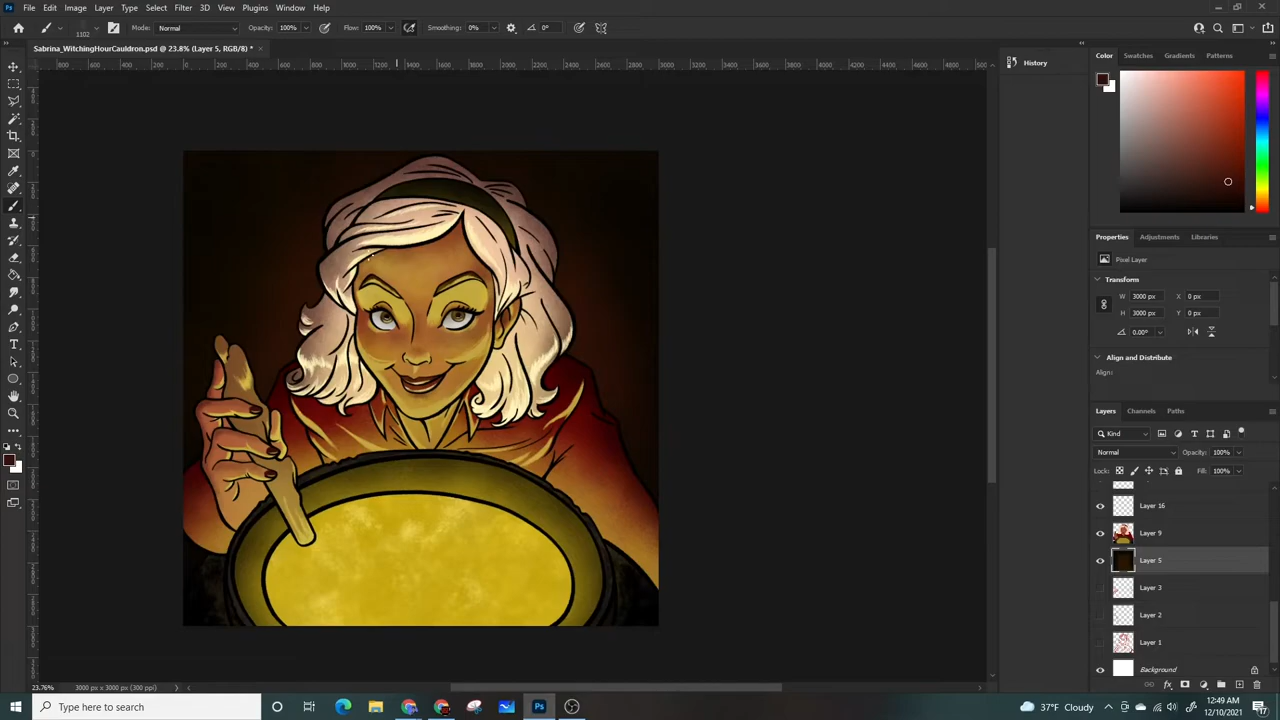 File Edit Image Layer Type Select Filter 3D View Plugins Window Help
1102 Mode: Normal Opacity: 100% Flow: 100% Smoothing: 0% 0°
Sabrina_WitchingHourCauldron.psd @ 23.8% (Layer 5, RGB/8) *
History
Color Swatches Gradients Patterns
Properties Adjustments Libraries
Pixel Layer
Transform
W 3000 px X 0 px
H 3000 px Y 0 px
0.00°
Align and Distribute
Align:
Layers Channels Paths
Kind
Normal Opacity: 100%
Lock: Fill: 100%
Layer 16
Layer 9
Layer 5
Layer 3
Layer 2
Layer 1
Background
23.76% 3000 px x 3000 px (300 ppi)
Type here to search
37°F Cloudy
12:49 AM
12/10/2021